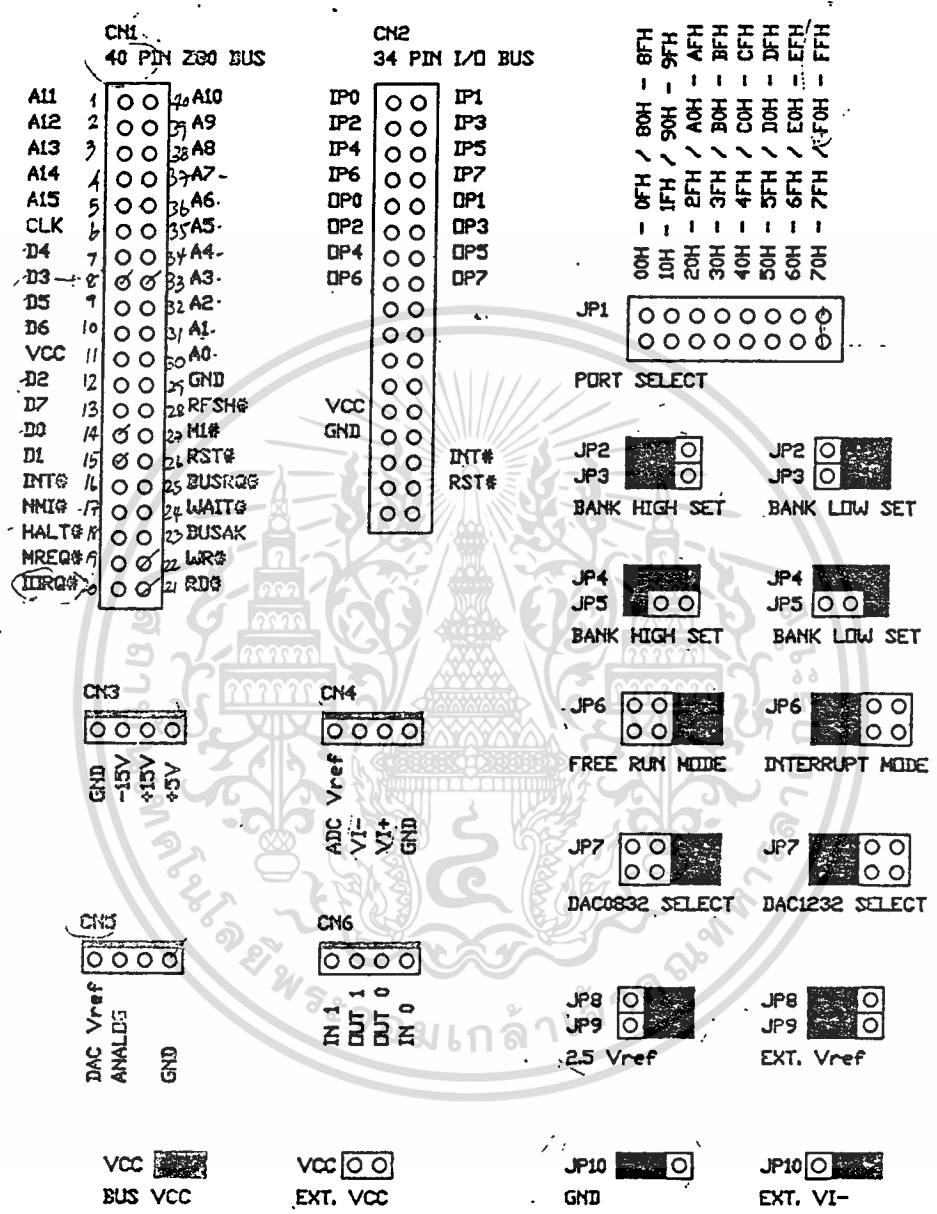 CN1
40 PIN Z80 BUS
A11 1 40 A10
A12 2 39 A9
A13 3 38 A8
A14 4 37 A7
A15 5 36 A6
CLK 6 35 A5
D4 7 34 A4
D3 8 33 A3
D5 9 32 A2
D6 10 31 A1
VCC 11 30 A0
D2 12 29 GND
D7 13 28 RFSH#
D0 14 27 M1#
D1 15 26 RST#
INT# 16 25 BUSRQ#
NMI# 17 24 WAIT#
HALT# 18 23 BUSAK
MREQ# 19 22 WR#
IORQ# 20 21 RD#
CN2
34 PIN I/O BUS
IP0 IP1
IP2 IP3
IP4 IP5
IP6 IP7
OP0 OP1
OP2 OP3
OP4 OP5
OP6 OP7
VCC
GND
INT#
RST#
00H - 0FH / 80H - 8FH
10H - 1FH / 90H - 9FH
20H - 2FH / A0H - AFH
30H - 3FH / B0H - BFH
40H - 4FH / C0H - CFH
50H - 5FH / D0H - DFH
60H - 6FH / E0H - EFH
70H - 7FH / F0H - FFH
JP1
PORT SELECT
JP2
JP3
BANK HIGH SET
JP2
JP3
BANK LOW SET
JP4
JP5
BANK HIGH SET
JP4
JP5
BANK LOW SET
CN3
GND
-15V
+15V
+5V
CN4
ADC Vref
VI-
VI+
GND
JP6
FREE RUN MODE
JP6
INTERRUPT MODE
JP7
DAC0832 SELECT
JP7
DAC1232 SELECT
CN5
DAC Vref
ANALOG
GND
CN6
IN 1
OUT 1
OUT 0
IN 0
JP8
JP9
2.5 Vref
JP8
JP9
EXT. Vref
VCC
BUS VCC
VCC
EXT. VCC
JP10
GND
JP10
EXT. VI-